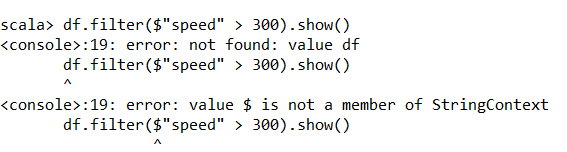 scala> df.filter($"speed" > 300).show()
<console>:19: error: not found: value df
       df.filter($"speed" > 300).show()
       ^
<console>:19: error: value $ is not a member of StringContext
       df.filter($"speed" > 300).show()
                 ^